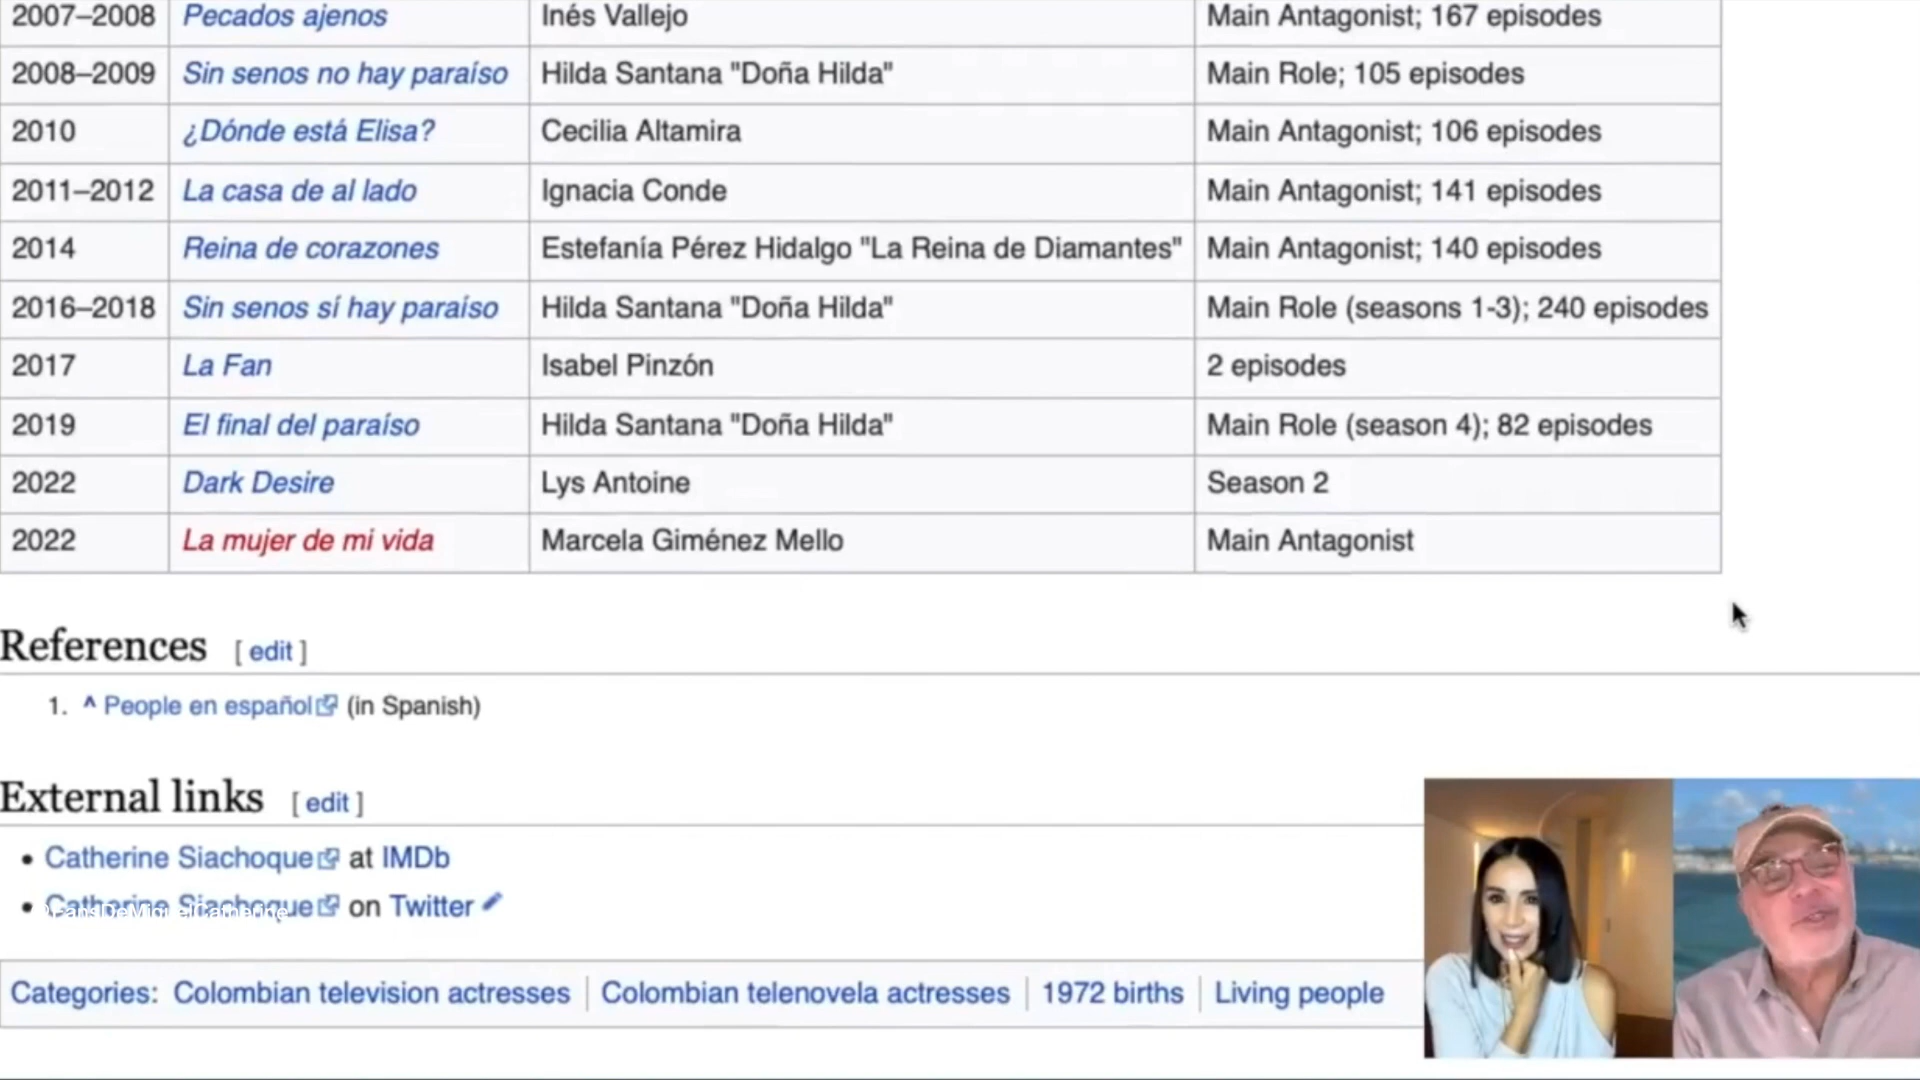 2007–2008 Pecados ajenos Inés Vallejo Main Antagonist; 167 episodes
2008–2009 Sin senos no hay paraíso Hilda Santana "Doña Hilda" Main Role; 105 episodes
2010 ¿Dónde está Elisa? Cecilia Altamira Main Antagonist; 106 episodes
2011–2012 La casa de al lado Ignacia Conde Main Antagonist; 141 episodes
2014 Reina de corazones Estefanía Pérez Hidalgo "La Reina de Diamantes" Main Antagonist; 140 episodes
2016–2018 Sin senos sí hay paraíso Hilda Santana "Doña Hilda" Main Role (seasons 1-3); 240 episodes
2017 La Fan Isabel Pinzón 2 episodes
2019 El final del paraíso Hilda Santana "Doña Hilda" Main Role (season 4); 82 episodes
2022 Dark Desire Lys Antoine Season 2
2022 La mujer de mi vida Marcela Giménez Mello Main Antagonist
References [ edit ]
1. ^ People en español (in Spanish)
External links [ edit ]
• Catherine Siachoque at IMDb
• Catherine Siachoque on Twitter
Categories: Colombian television actresses | Colombian telenovela actresses | 1972 births | Living people